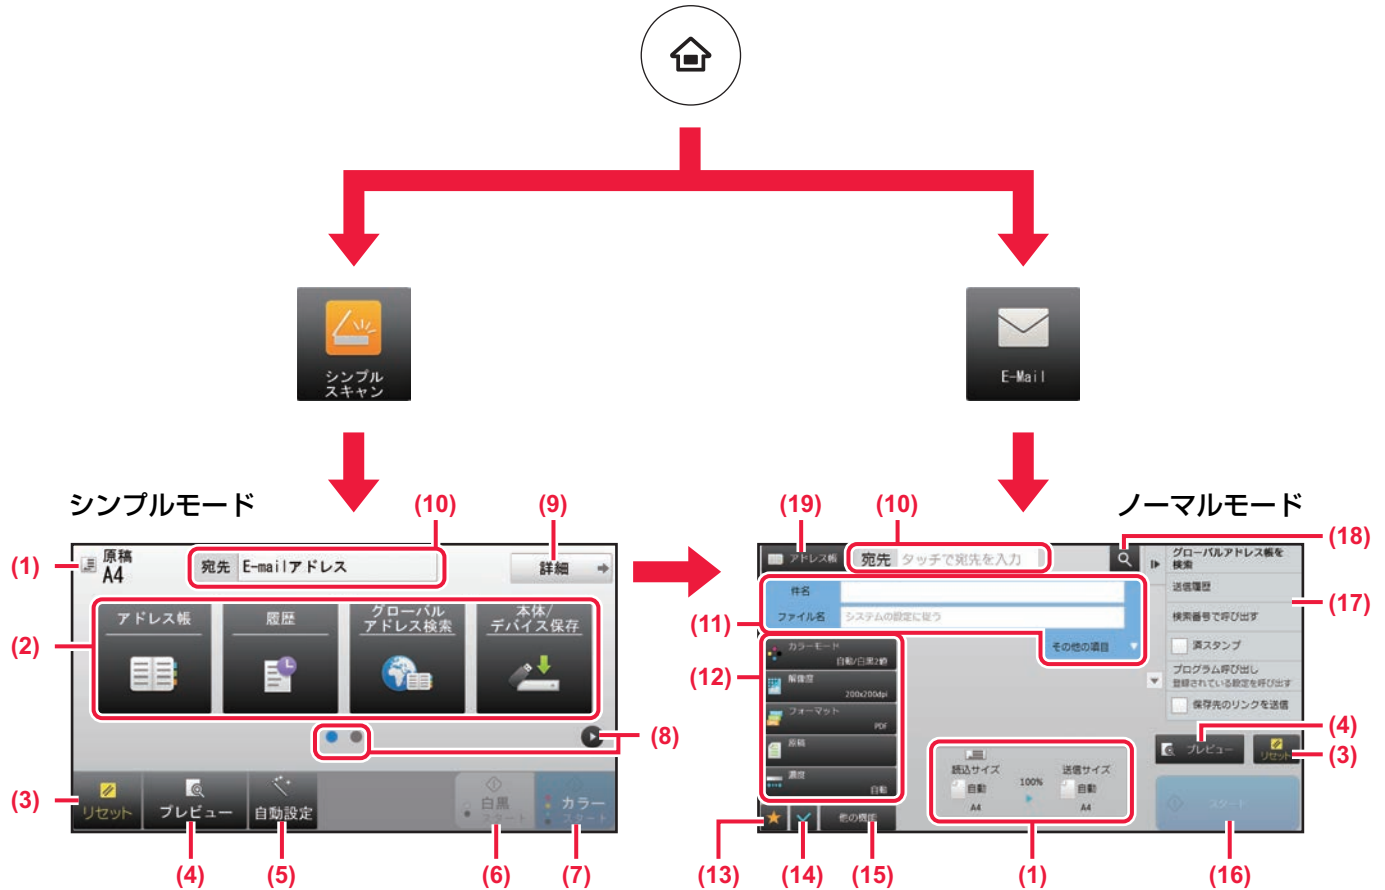 シンプル
スキャン
E-Mail
シンプルモード
(10)
(9)
(1)
原稿
A4
宛先 E-mailアドレス
詳細
(2)
アドレス帳
履歴
グローバル
アドレス検索
本体/
デバイス保存
(8)
(3)
リセット
プレビュー
自動設定
白黒
スタート
カラー
スタート
(4)
(5)
(6)
(7)
ノーマルモード
(19)
(10)
(18)
アドレス帳
宛先 タッチで宛先を入力
グローバルアドレス帳を
検索
件名
送信履歴
(17)
(11)
ファイル名 システムの設定に従う
検索番号で呼び出す
その他の項目
済スタンプ
(12)
カラーモード
自動/白黒2値
プログラム呼び出し
登録されている設定を呼び出す
解像度
200x200dpi
保存先のリンクを送信
フォーマット
PDF
(4)
原稿
プレビュー
リセット
(3)
読込サイズ
自動
A4
100%
送信サイズ
自動
A4
濃度
自動
スタート
他の機能
(13)
(14)
(15)
(1)
(16)